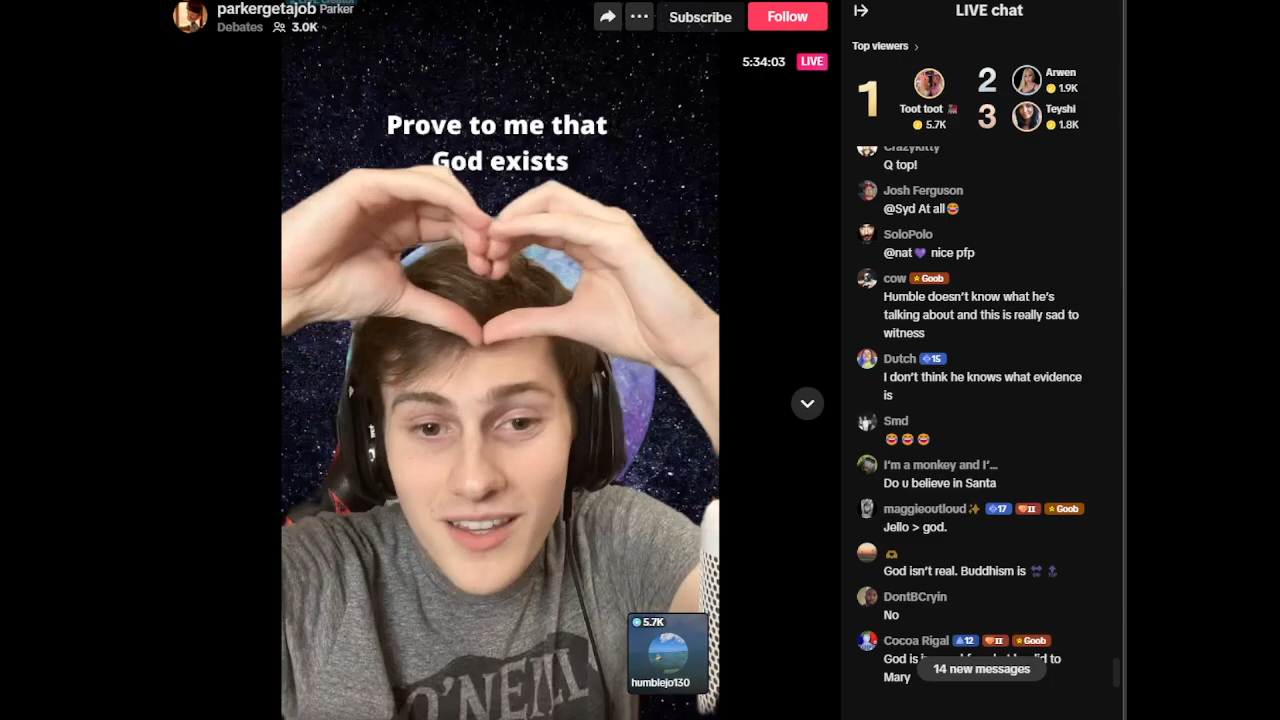 parkergetajob Parker
Debates 3.0K
Subscribe
Follow
5:34:03 LIVE
Prove to me that
God exists
O'NEILL
5.7K
humblejo130
LIVE chat
Top viewers
1
Toot toot
5.7K
2
Arwen
1.9K
3
Teyshi
1.8K
Crazykitty
Q top!
Josh Ferguson
@Syd At all
SoloPolo
@nat nice pfp
cow Goob
Humble doesn't know what he's
talking about and this is really sad to
witness
Dutch 15
I don't think he knows what evidence
is
Smd
I'm a monkey and I'...
Do u believe in Santa
maggieoutloud 17 II Goob
Jello > god.
God isn't real. Buddhism is
DontBCryin
No
Cocoa Rigal 12 II Goob
God is to
Mary
14 new messages